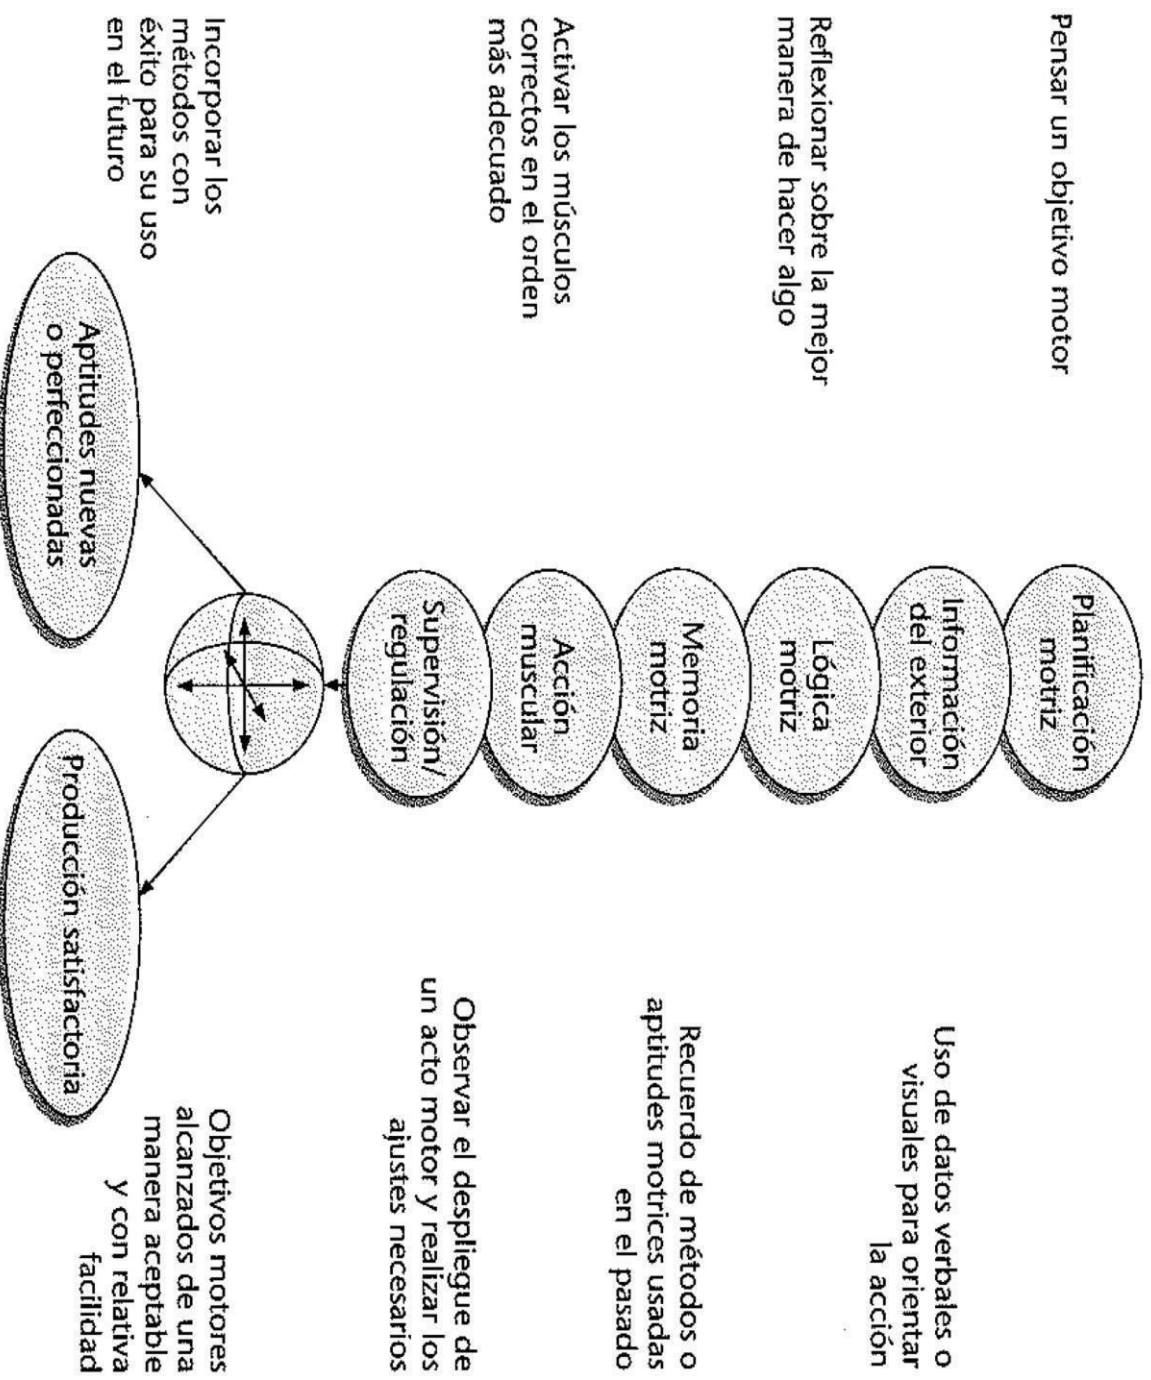 Pensar un objetivo motor
Planificación
motriz
Información
del exterior
Uso de datos verbales o
visuales para orientar
la acción
Reflexionar sobre la mejor
manera de hacer algo
Lógica
motriz
Memoria
motriz
Recuerdo de métodos o
aptitudes motrices usadas
en el pasado
Activar los músculos
correctos en el orden
más adecuado
Acción
muscular
Supervisión/
regulación
Observar el despliegue de
un acto motor y realizar los
ajustes necesarios
Incorporar los
métodos con
éxito para su uso
en el futuro
Aptitudes nuevas
o perfeccionadas
Producción satisfactoria
Objetivos motores
alcanzados de una
manera aceptable
y con relativa
facilidad